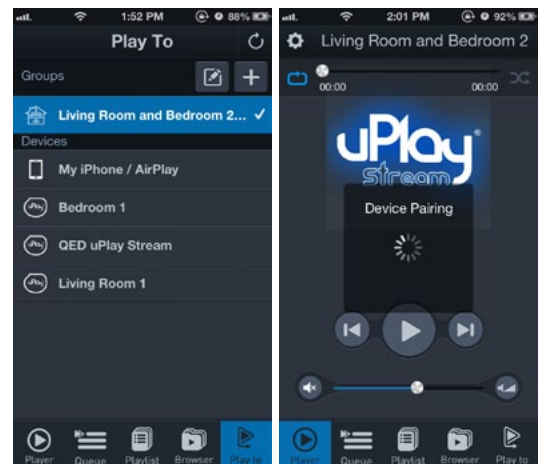 1:52 PM 88%
Play To
Groups
Living Room and Bedroom 2...
Devices
My iPhone / AirPlay
Bedroom 1
QED uPlay Stream
Living Room 1
Player Queue Playlist Browser Play to
2:01 PM 92%
Living Room and Bedroom 2
00:00 00:00
uPlay
Stream
Device Pairing
Player Queue Playlist Browser Play to